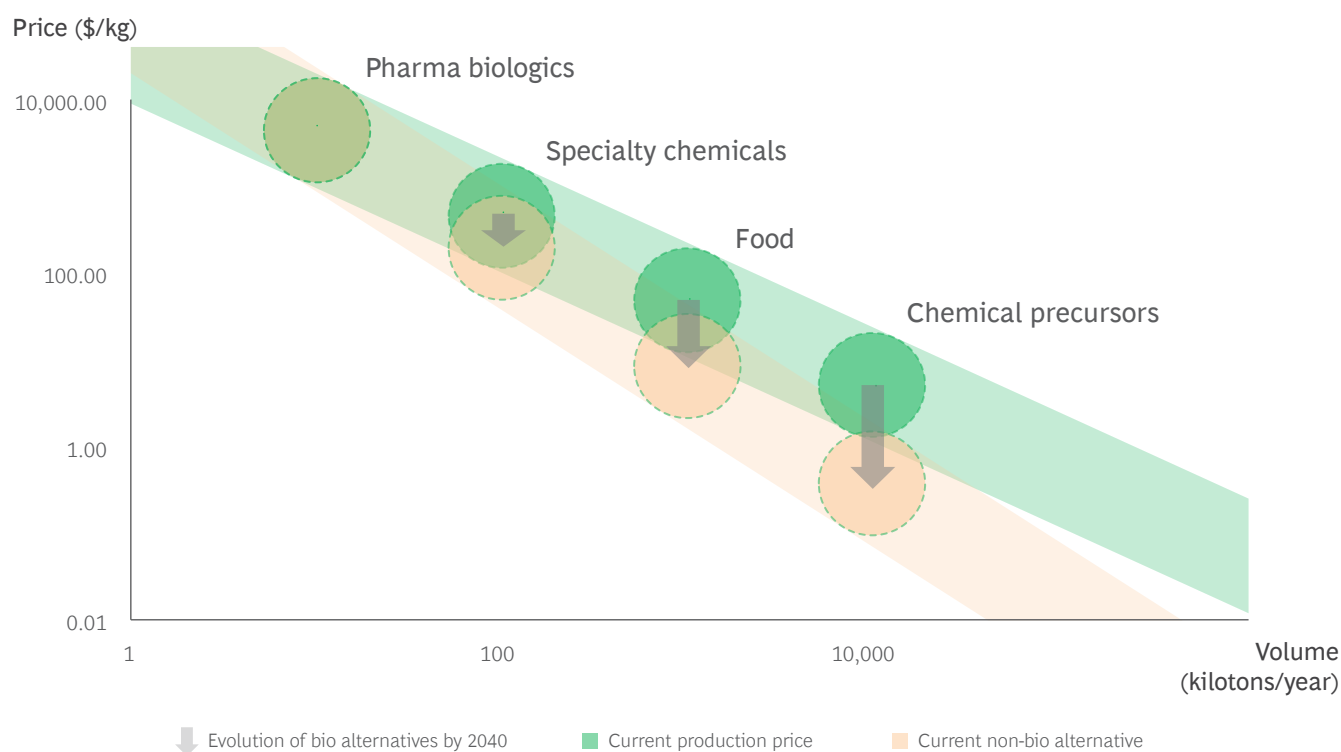 Price ($/kg)
Pharma biologics
10,000.00
Specialty chemicals
Food
100.00
Chemical precursors
1.00
0.01
1
100
10,000
Volume
(kilotons/year)
Evolution of bio alternatives by 2040
Current production price
Current non-bio alternative